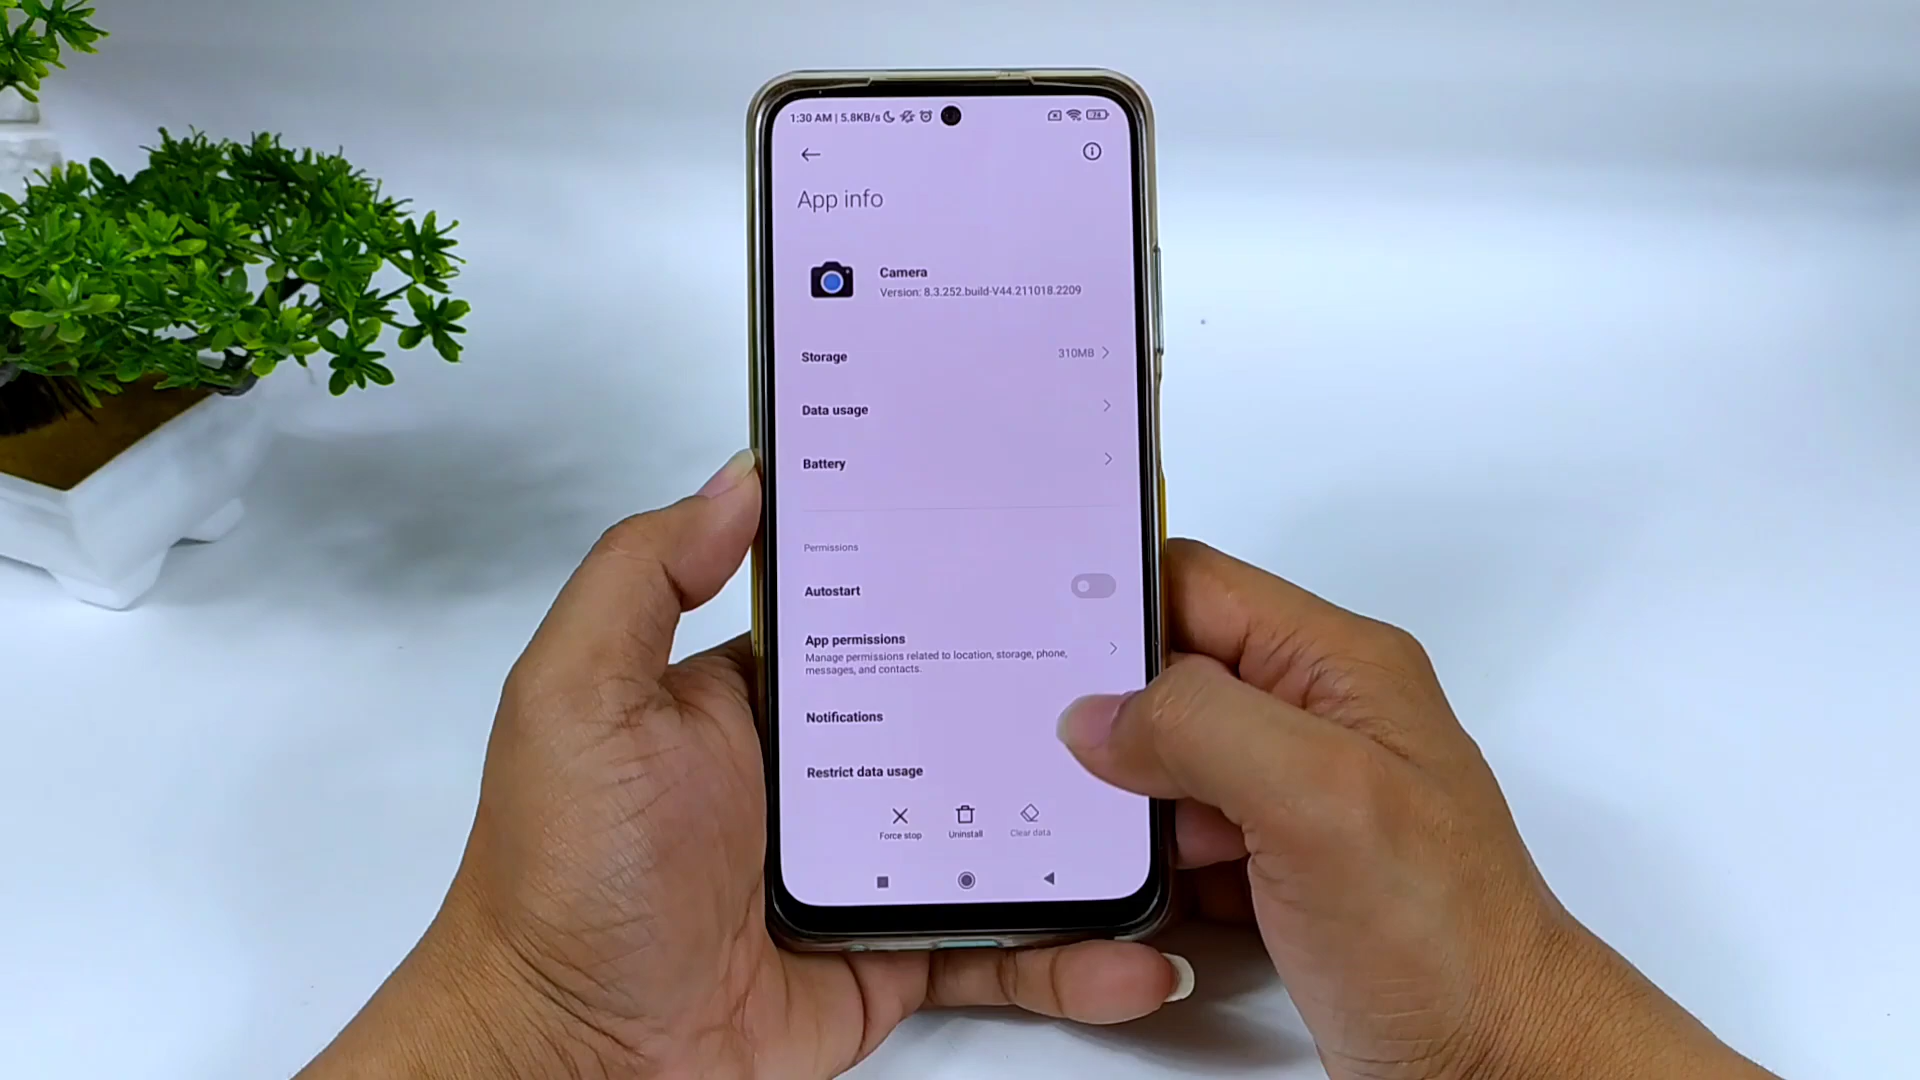 1:30 AM | 5.8KB/s
App info
Camera
Version: 8.3.252.build-V44.211018.2209
Storage 310MB
Data usage
Battery
Permissions
Autostart
App permissions
Manage permissions related to location, storage, phone,
messages, and contacts.
Notifications
Restrict data usage
Force stop Uninstall Clear data